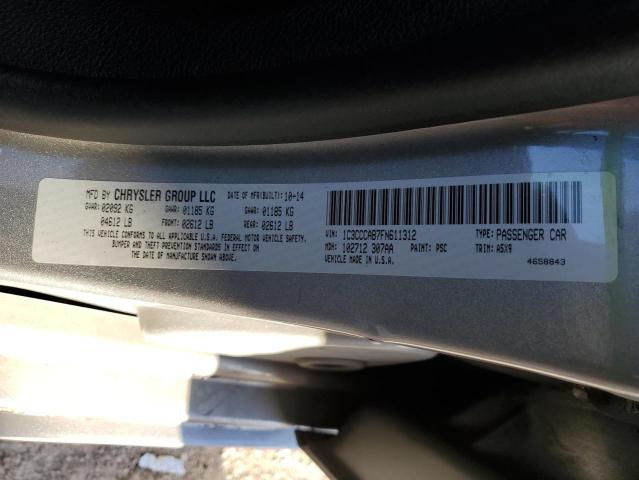 MFD BY CHRYSLER GROUP LLC DATE OF MFR(BUILT): 10-14
GVWR: 02092 KG GAWR: 01185 KG GAWR: 01185 KG
04612 LB FRONT: 02612 LB REAR: 02612 LB
THIS VEHICLE CONFORMS TO ALL APPLICABLE U.S.A. FEDERAL MOTOR VEHICLE SAFETY,
BUMPER AND THEFT PREVENTION STANDARDS IN EFFECT ON
THE DATE OF MANUFACTURE SHOWN ABOVE.
VIN: 1C3CCCAB7FN611312 TYPE: PASSENGER CAR
MDH: 102712 307AA PAINT: PSC TRIM: A5X9
VEHICLE MADE IN U.S.A. 4658843